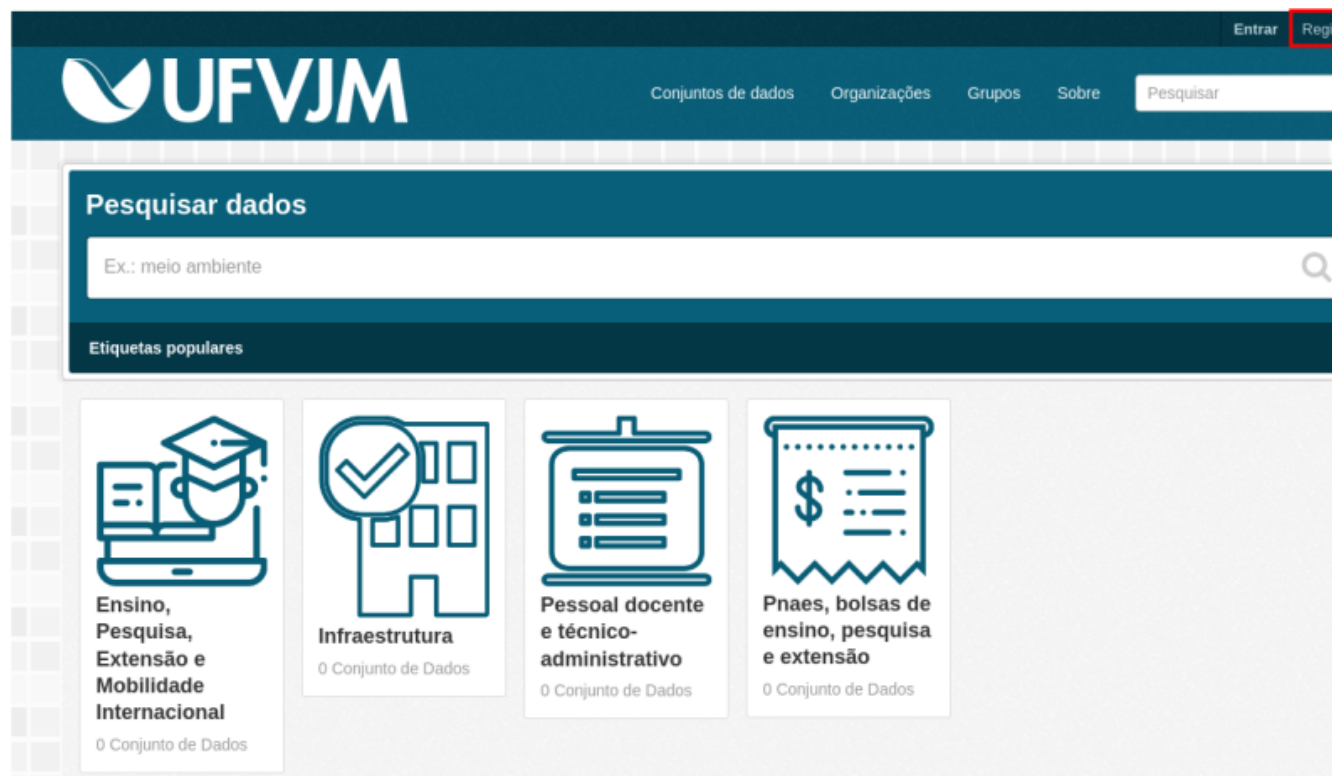 Entrar
UFVJM
Conjuntos de dados Organizações Grupos Sobre Pesquisar
Pesquisar dados
Ex.: meio ambiente
Etiquetas populares
Ensino,
Pesquisa,
Extensão e
Mobilidade
Internacional
0 Conjunto de Dados
Infraestrutura
0 Conjunto de Dados
Pessoal docente
e técnico-
administrativo
0 Conjunto de Dados
Pnaes, bolsas de
ensino, pesquisa
e extensão
0 Conjunto de Dados